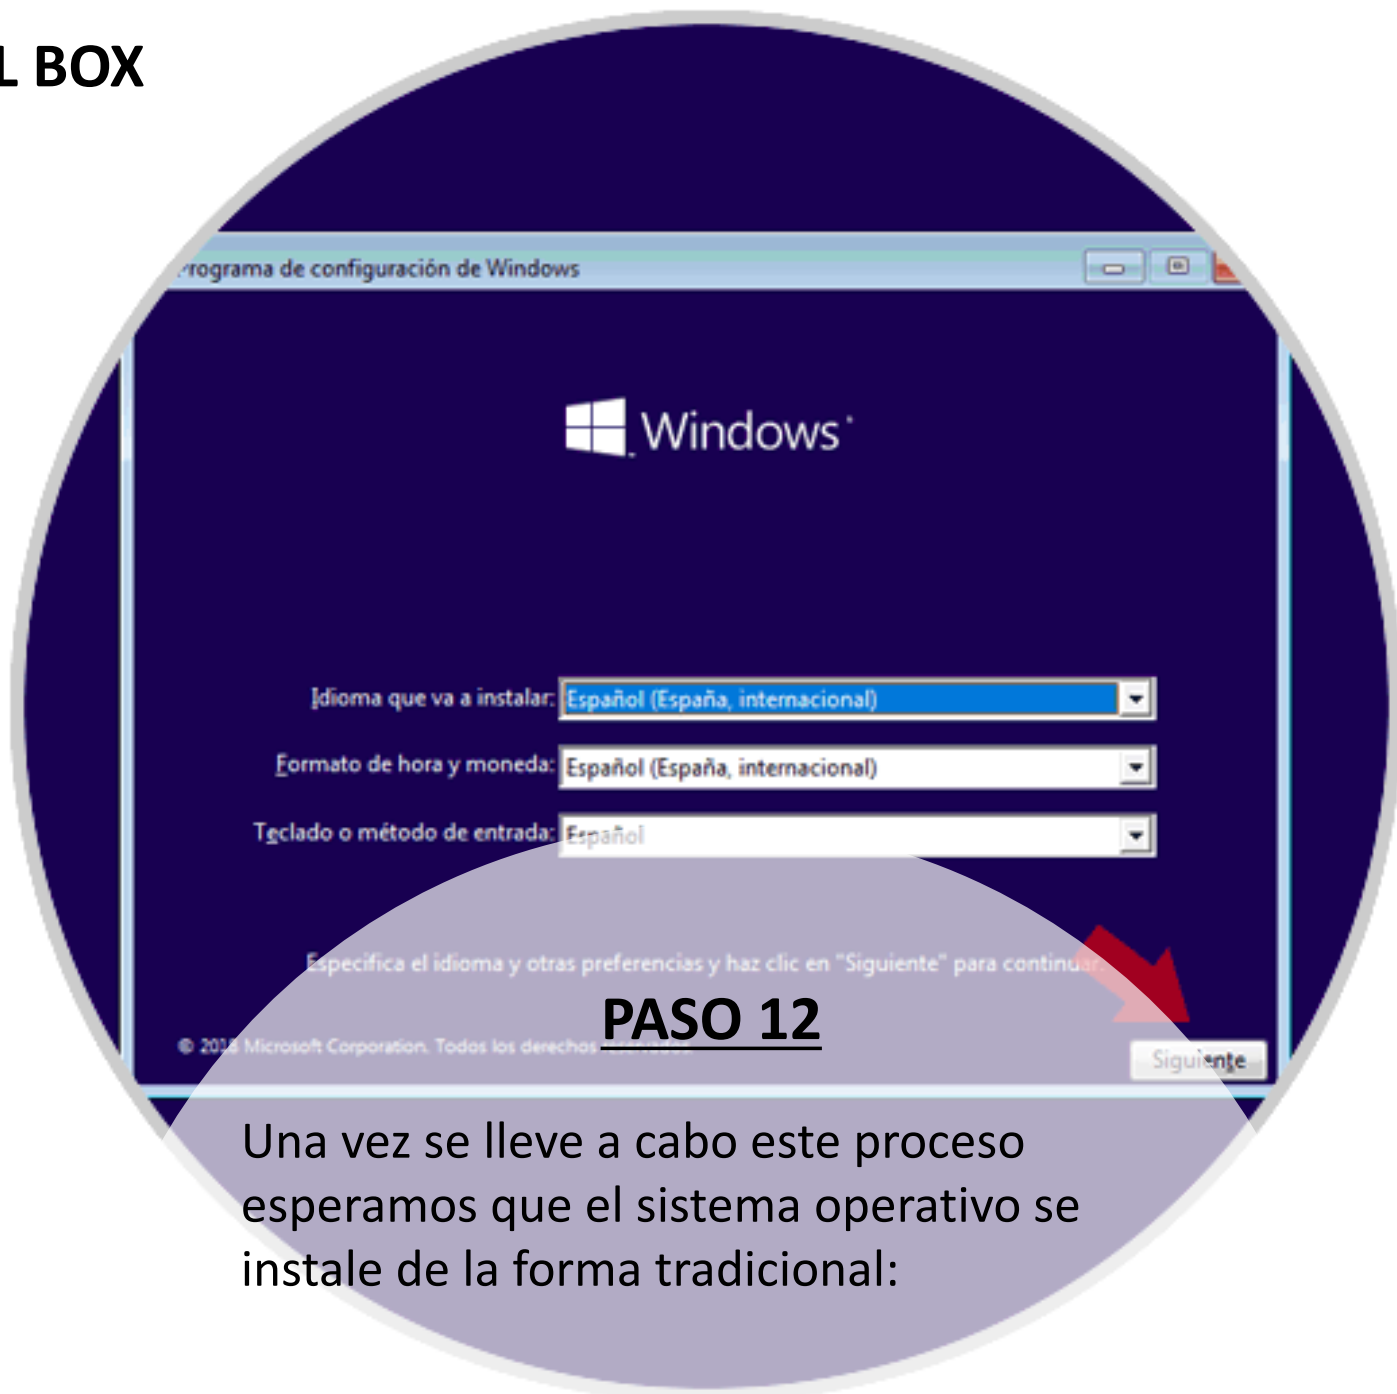 L BOX
Programa de configuración de Windows
Windows
Idioma que va a instalar: Español (España, internacional)
Formato de hora y moneda: Español (España, internacional)
Teclado o método de entrada: Español
Especifica el idioma y otras preferencias y haz clic en "Siguiente" para continuar.
© 2018 Microsoft Corporation. Todos los derechos reservados.
Siguiente
PASO 12
Una vez se lleve a cabo este proceso
esperamos que el sistema operativo se
instale de la forma tradicional: